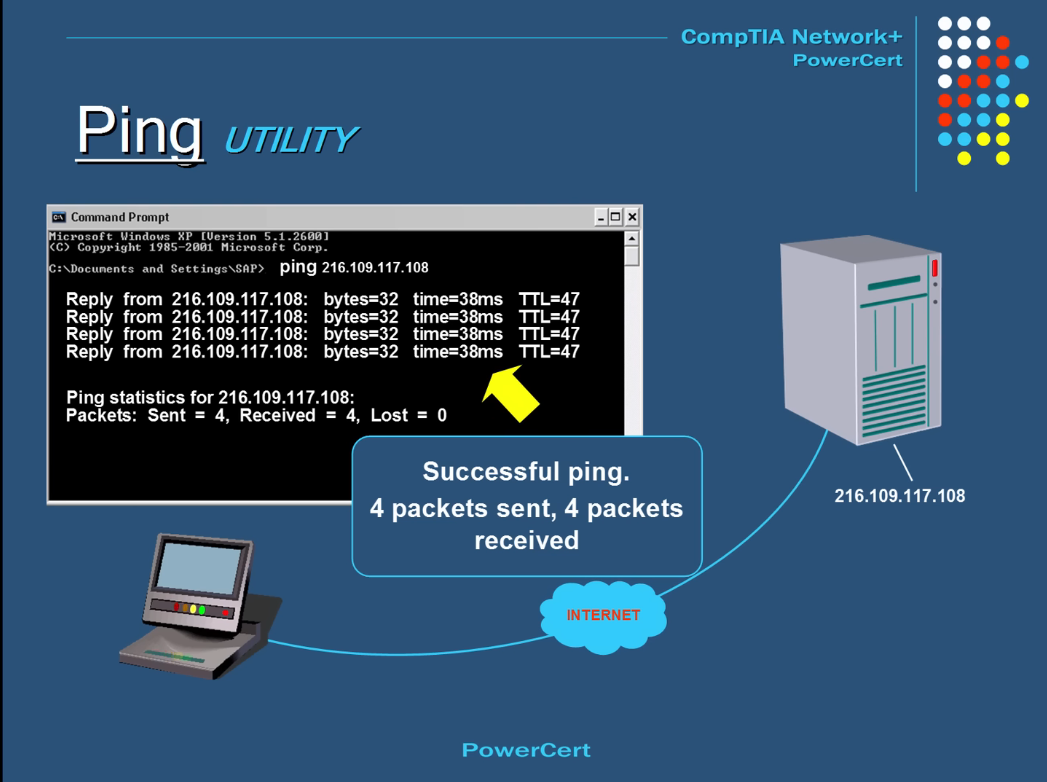 CompTIA Network+
PowerCert
Ping UTILITY
Command Prompt
Microsoft Windows XP [Version 5.1.2600]
(C) Copyright 1985-2001 Microsoft Corp.
C:\Documents and Settings\SAP> ping 216.109.117.108
Reply from 216.109.117.108: bytes=32 time=38ms TTL=47
Reply from 216.109.117.108: bytes=32 time=38ms TTL=47
Reply from 216.109.117.108: bytes=32 time=38ms TTL=47
Reply from 216.109.117.108: bytes=32 time=38ms TTL=47
Ping statistics for 216.109.117.108:
Packets: Sent = 4, Received = 4, Lost = 0
Successful ping.
4 packets sent, 4 packets
received
216.109.117.108
INTERNET
PowerCert